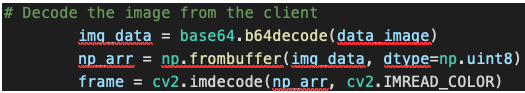 # Decode the image from the client
img_data = base64.b64decode(data_image)
np_arr = np.frombuffer(img_data, dtype=np.uint8)
frame = cv2.imdecode(np_arr, cv2.IMREAD_COLOR)